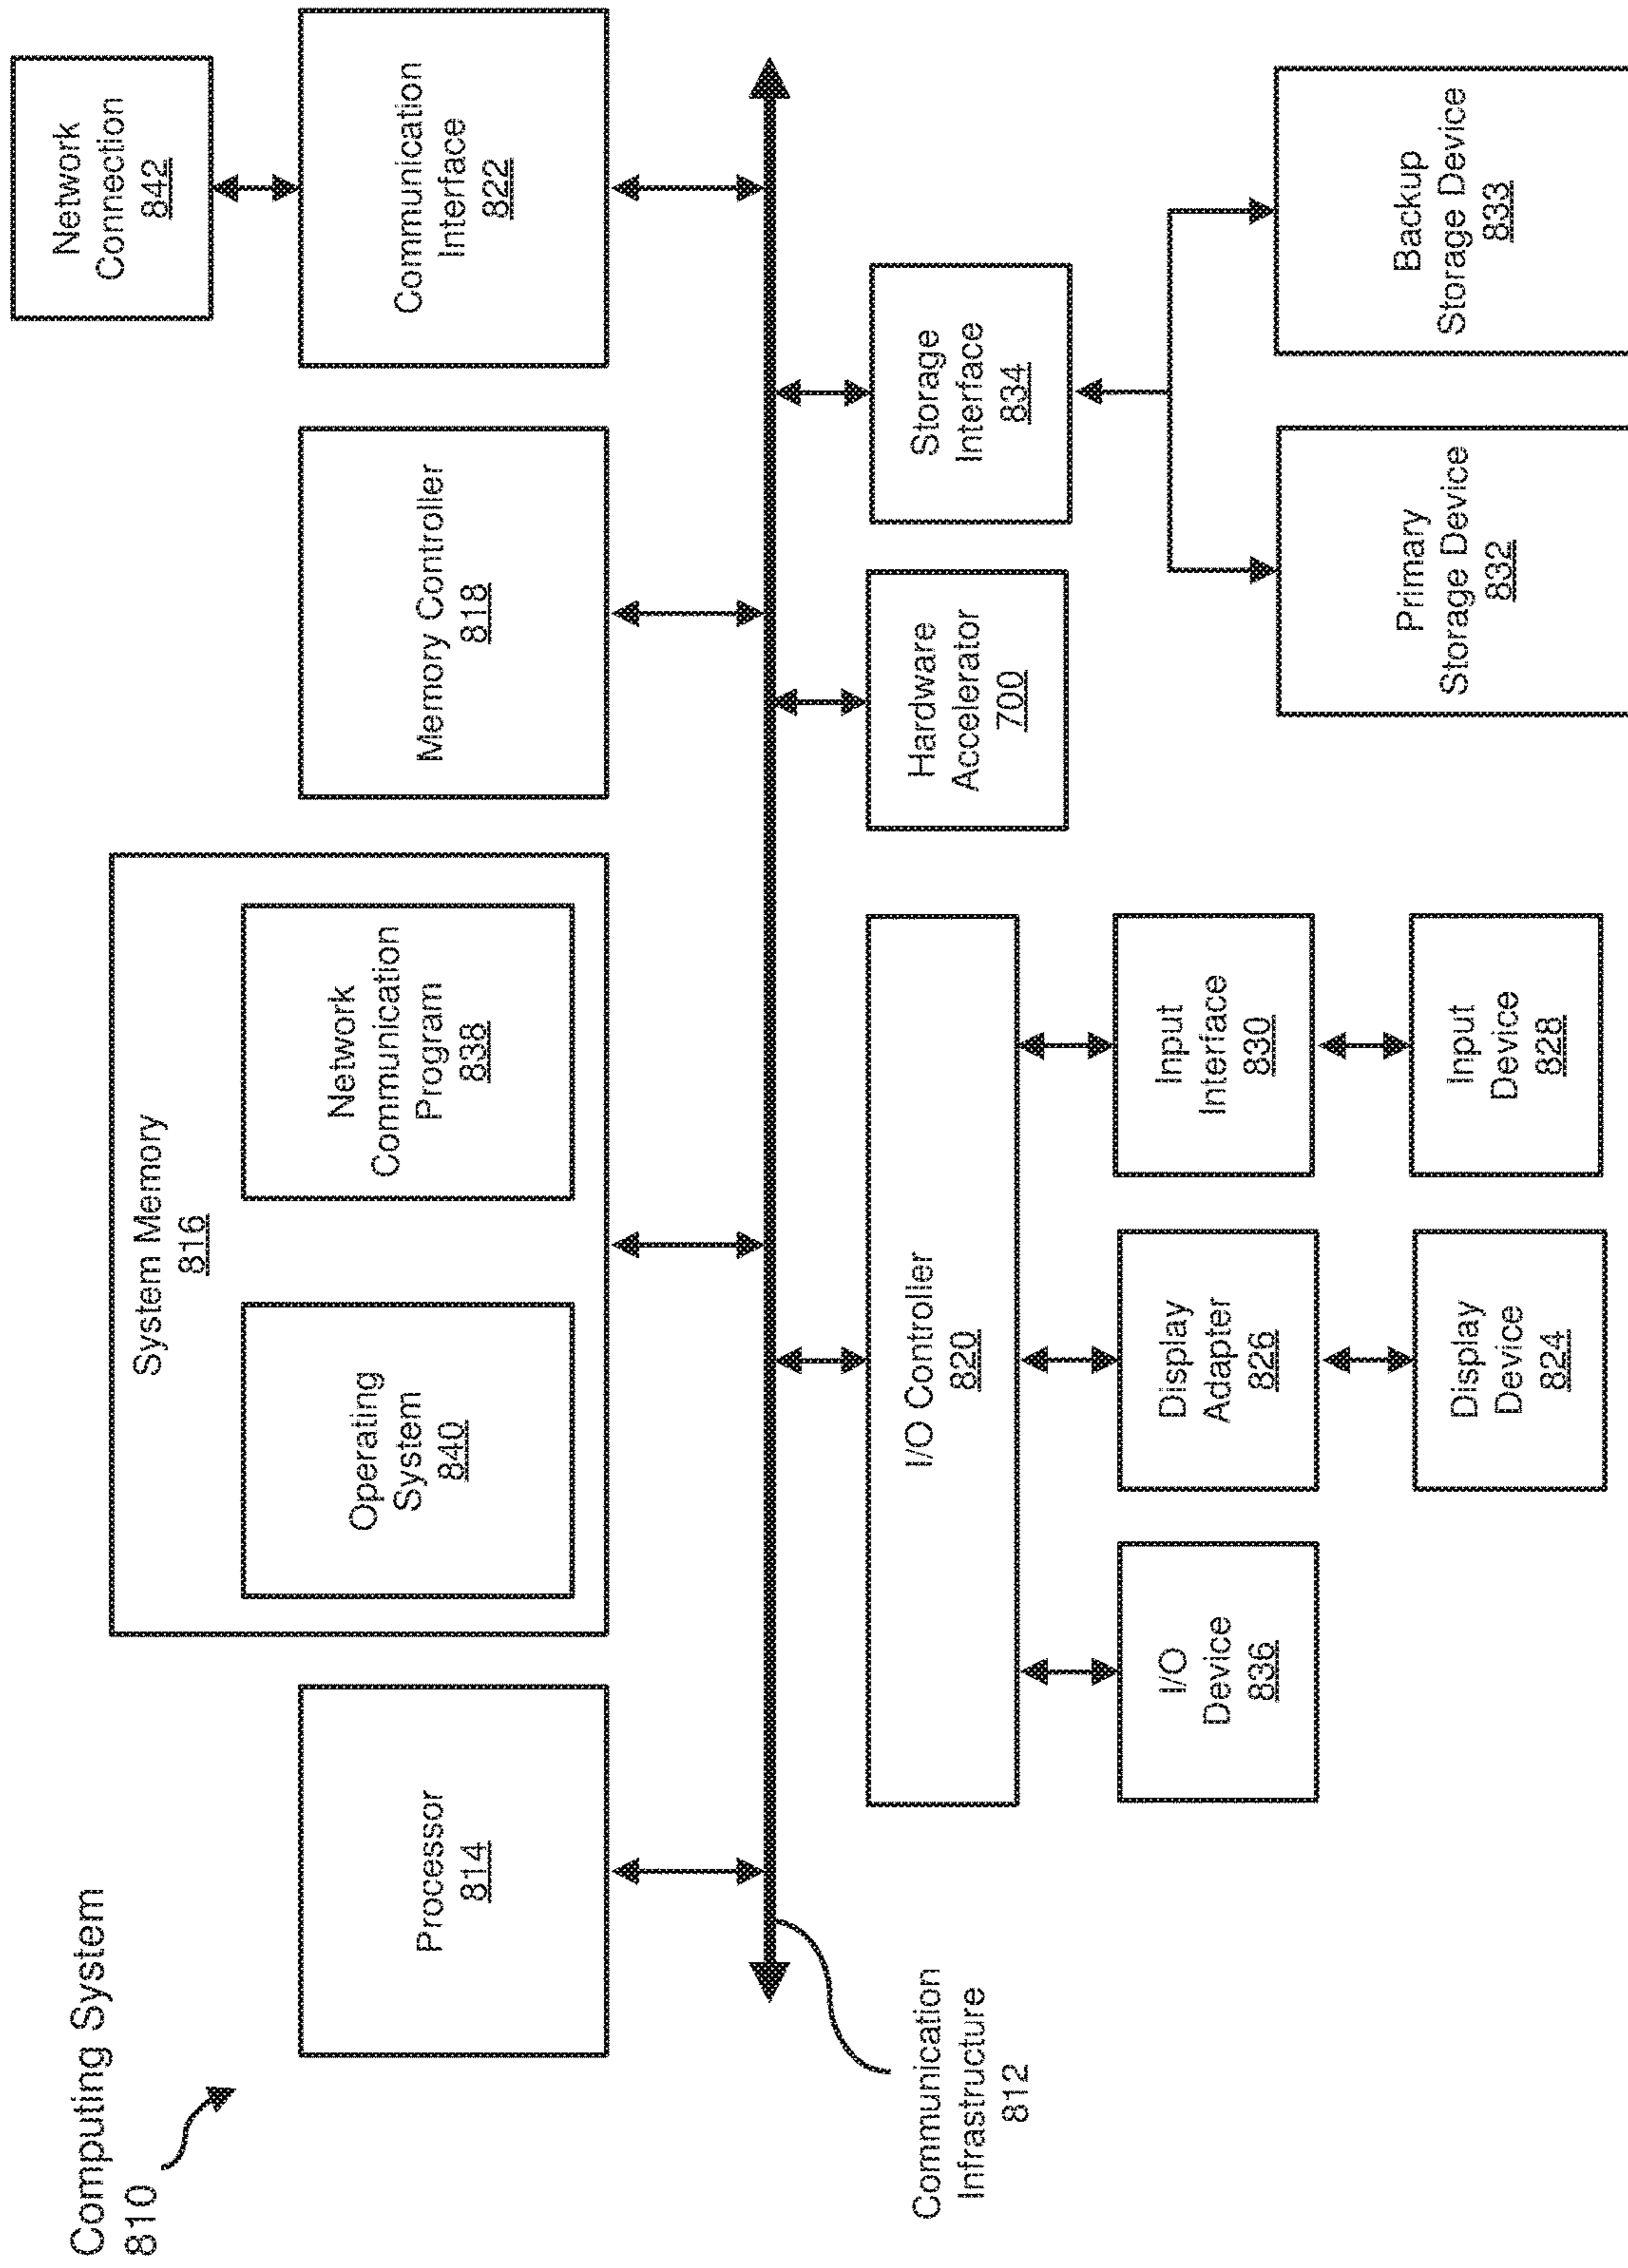 Computing System
810
Processor
814
System Memory
816
Operating
System
840
Network
Communication
Program
838
Memory Controller
818
Communication
Interface
822
Network
Connection
842
Communication
Infrastructure
812
I/O Controller
820
Hardware
Accelerator
700
Storage
Interface
834
I/O
Device
836
Display
Adapter
826
Input
Interface
830
Display
Device
824
Input
Device
828
Primary
Storage Device
832
Backup
Storage Device
833